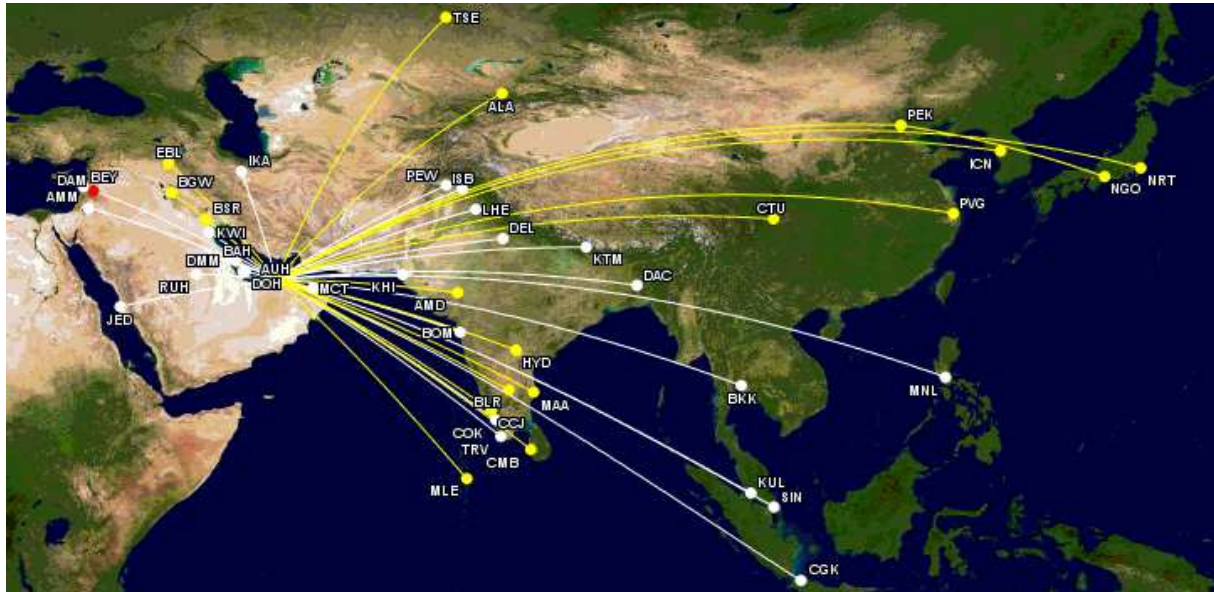 TSE
ALA
PEK
ICN
NRT
NGO
EBL
IKA
DAM
BEY
BGW
PEW
ISB
AMM
BSR
LHE
CTU
PVG
KWI
DEL
BAH
KTM
DMM
AUH
DAC
RUH
DOH
MCT
KHI
AMD
JED
BOM
HYD
MNL
BKK
BLR
MAA
CCJ
COK
TRV
CMB
MLE
KUL
SIN
CGK